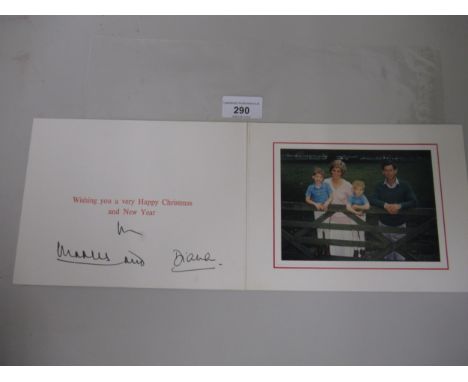 290
Wishing you a very Happy Christmas
and New Year
Charles and Diana.